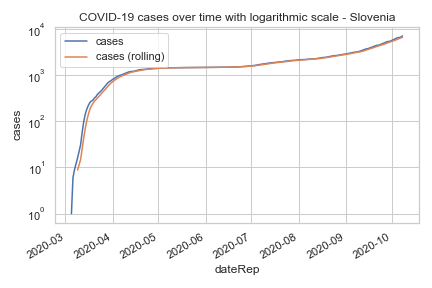 COVID-19 cases over time with logarithmic scale - Slovenia
10⁴
10³
10²
10¹
10⁰
cases
cases
cases (rolling)
2020-03
2020-04
2020-05
2020-06
2020-07
2020-08
2020-09
2020-10
dateRep